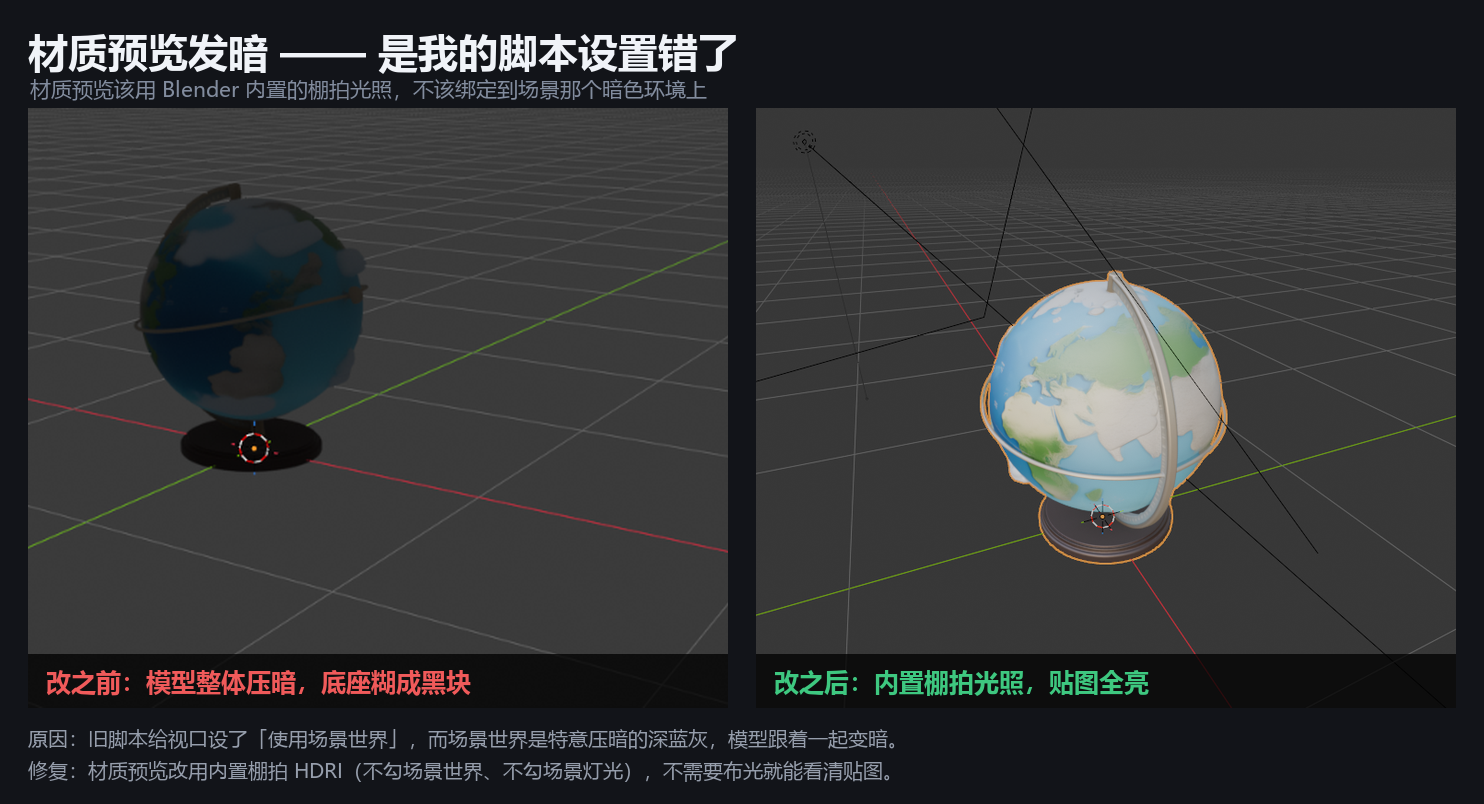 材质预览发暗 —— 是我的脚本设置错了
材质预览该用 Blender 内置的棚拍光照，不该绑定到场景那个暗色环境上
改之前：模型整体压暗，底座糊成黑块
改之后：内置棚拍光照，贴图全亮
原因：旧脚本给视口设了「使用场景世界」，而场景世界是特意压暗的深蓝灰，模型跟着一起变暗。
修复：材质预览改用内置棚拍 HDRI（不勾场景世界、不勾场景灯光），不需要布光就能看清贴图。